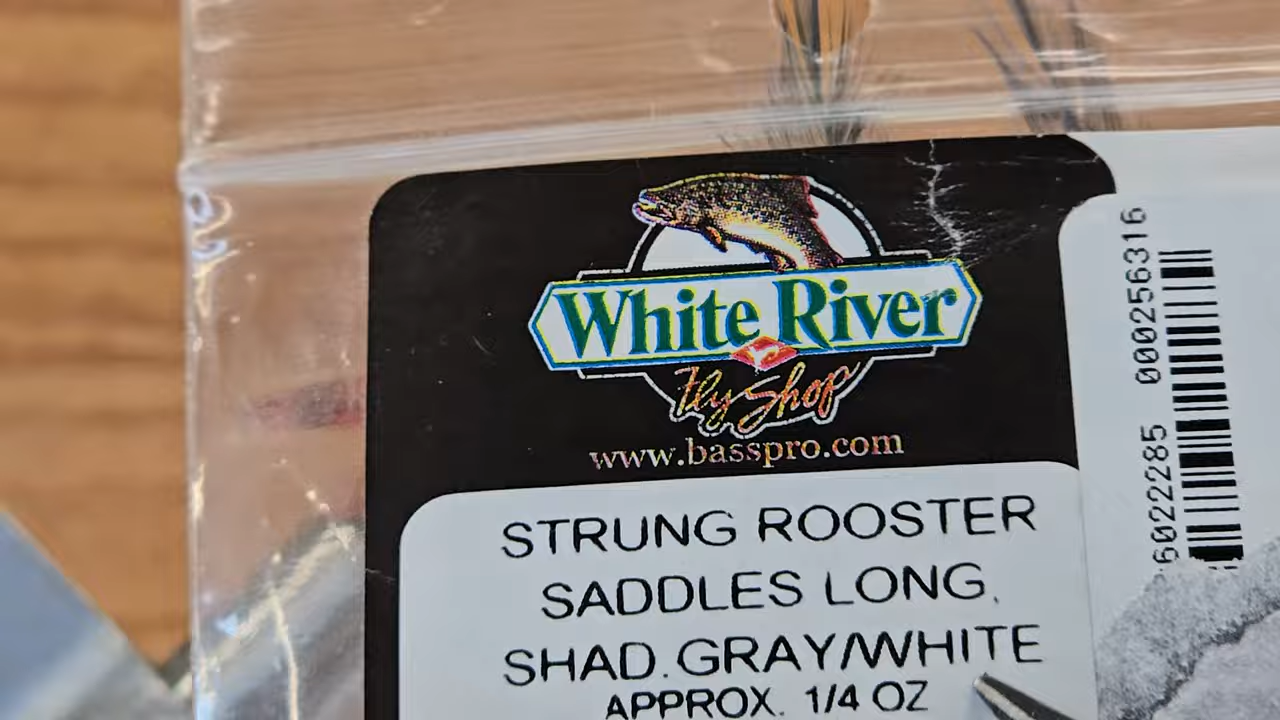 White River
Fly Shop
www.basspro.com
STRUNG ROOSTER
SADDLES LONG,
SHAD.GRAY/WHITE
APPROX. 1/4 OZ
6022285 000256316